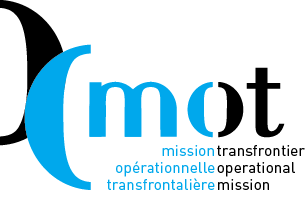 mot
mission transfrontier
opérationnelle operational
transfrontalière mission